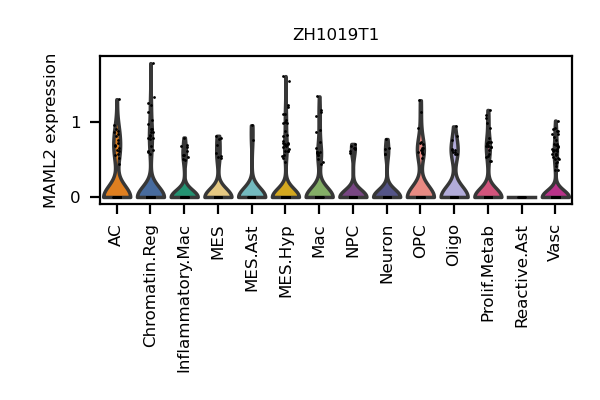 ZH1019T1
MAML2 expression
1
0
AC
Chromatin.Reg
Inflammatory.Mac
MES
MES.Ast
MES.Hyp
Mac
NPC
Neuron
OPC
Oligo
Prolif.Metab
Reactive.Ast
Vasc